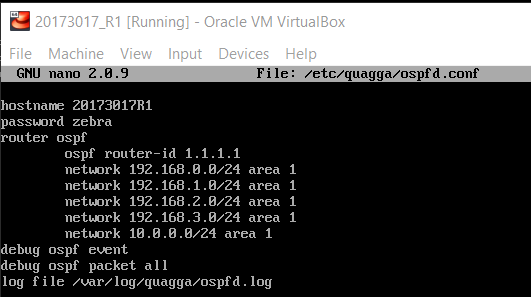 20173017_R1 [Running] - Oracle VM VirtualBox
File Machine View Input Devices Help
GNU nano 2.0.9 File: /etc/quagga/ospfd.conf
hostname 20173017R1
password zebra
router ospf
ospf router-id 1.1.1.1
network 192.168.0.0/24 area 1
network 192.168.1.0/24 area 1
network 192.168.2.0/24 area 1
network 192.168.3.0/24 area 1
network 10.0.0.0/24 area 1
debug ospf event
debug ospf packet all
log file /var/log/quagga/ospfd.log